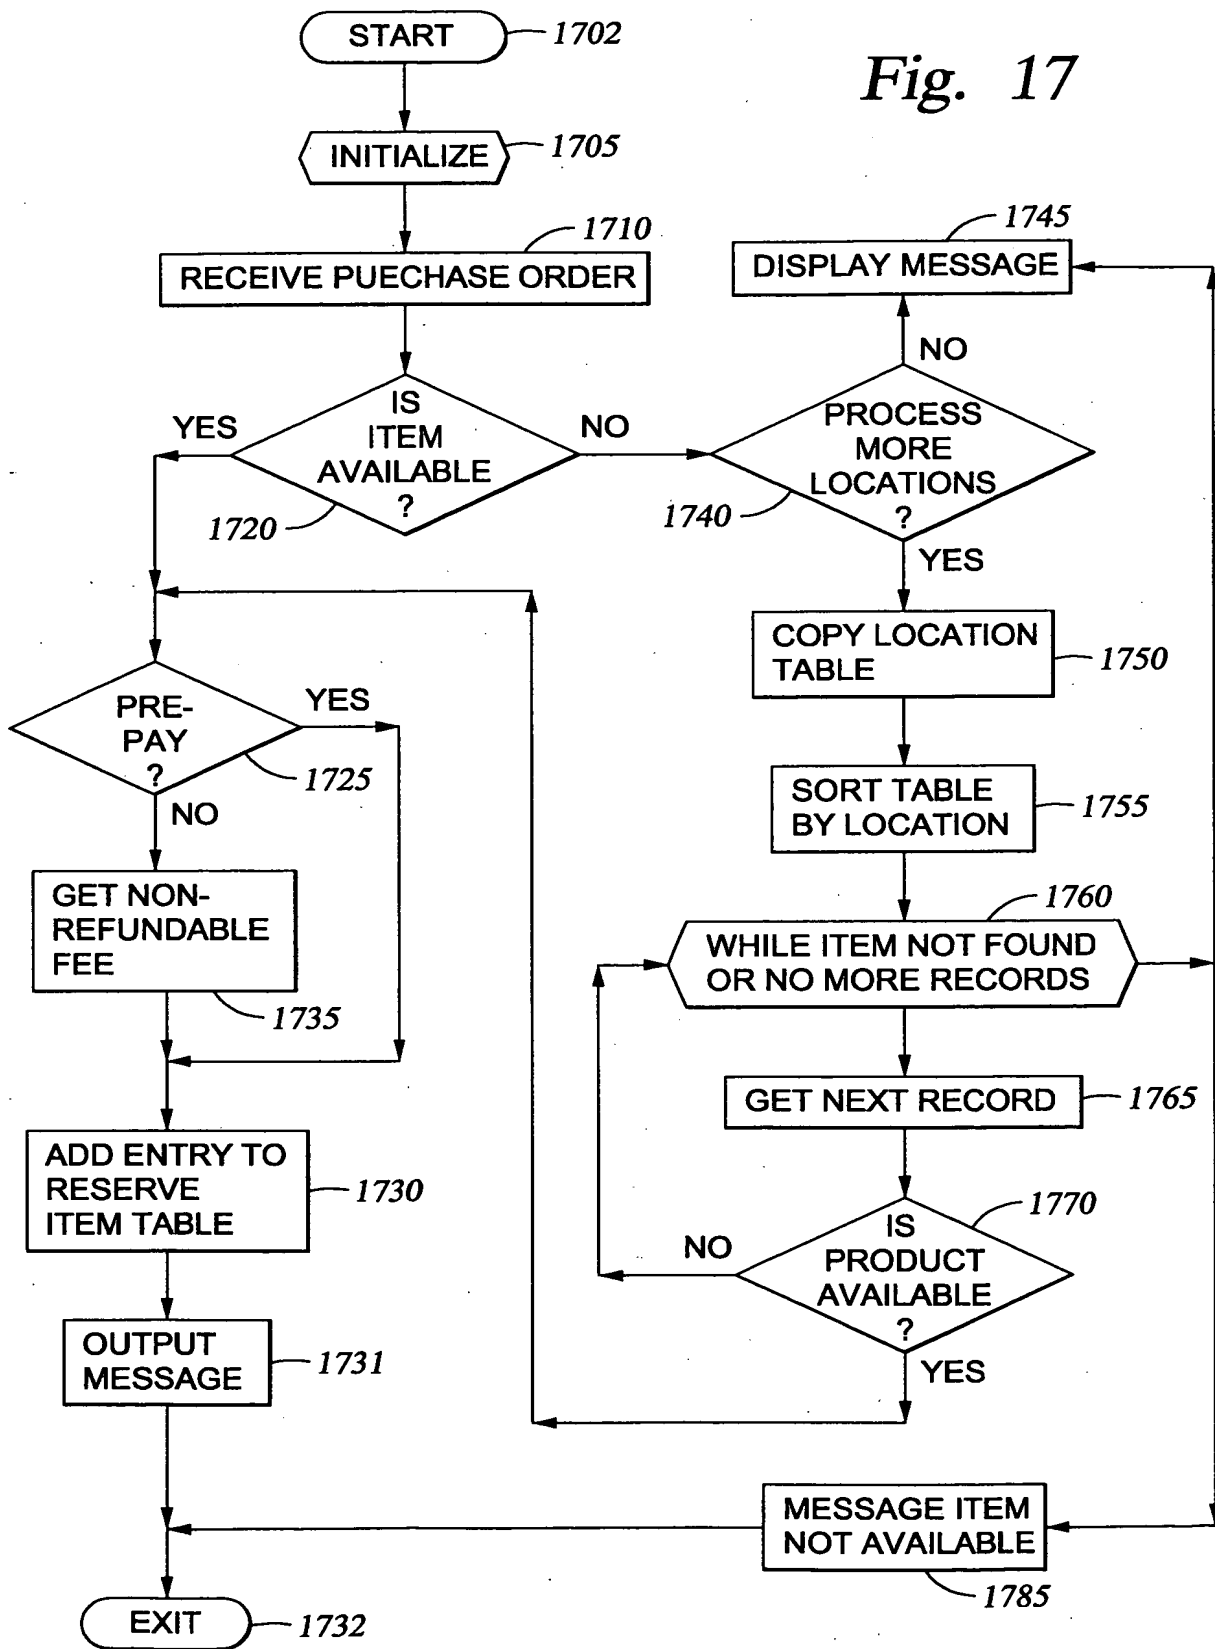 START
1702
Fig. 17
INITIALIZE
1705
1710
RECEIVE PUECHASE ORDER
1745
DISPLAY MESSAGE
NO
YES
IS
ITEM
AVAILABLE
?
1720
NO
PROCESS
MORE
LOCATIONS
?
1740
YES
COPY LOCATION
TABLE
1750
PRE-
PAY
?
YES
1725
NO
SORT TABLE
BY LOCATION
1755
GET NON-
REFUNDABLE
FEE
1735
1760
WHILE ITEM NOT FOUND
OR NO MORE RECORDS
GET NEXT RECORD
1765
ADD ENTRY TO
RESERVE
ITEM TABLE
1730
1770
NO
IS
PRODUCT
AVAILABLE
?
YES
OUTPUT
MESSAGE
1731
MESSAGE ITEM
NOT AVAILABLE
1785
EXIT
1732